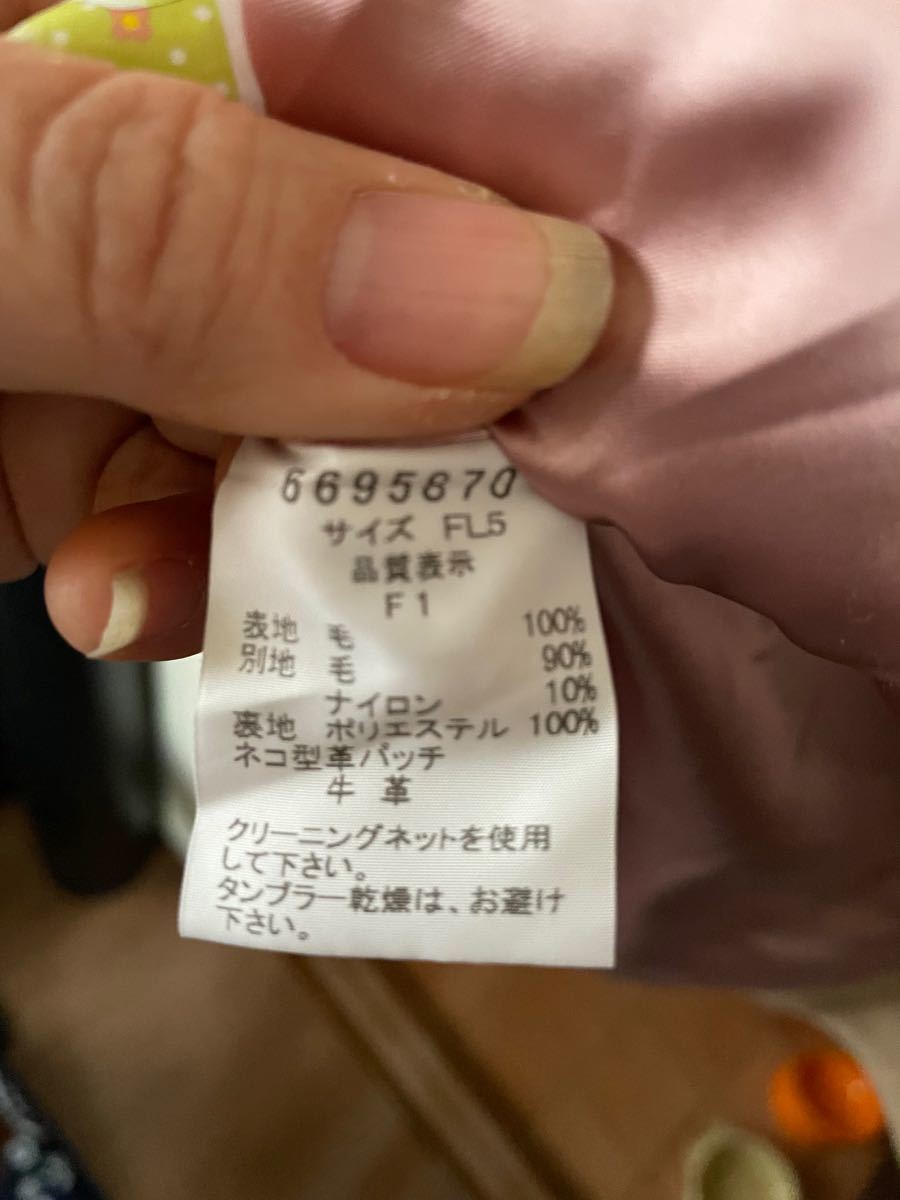 6695670
サイズ FL5
品質表示
F1
表地 毛 100%
別地 毛 90%
ナイロン 10%
裏地 ポリエステル 100%
ネコ型革パッチ
牛 革
クリーニングネットを使用
して下さい。
タンブラー乾燥は、お避け
下さい。